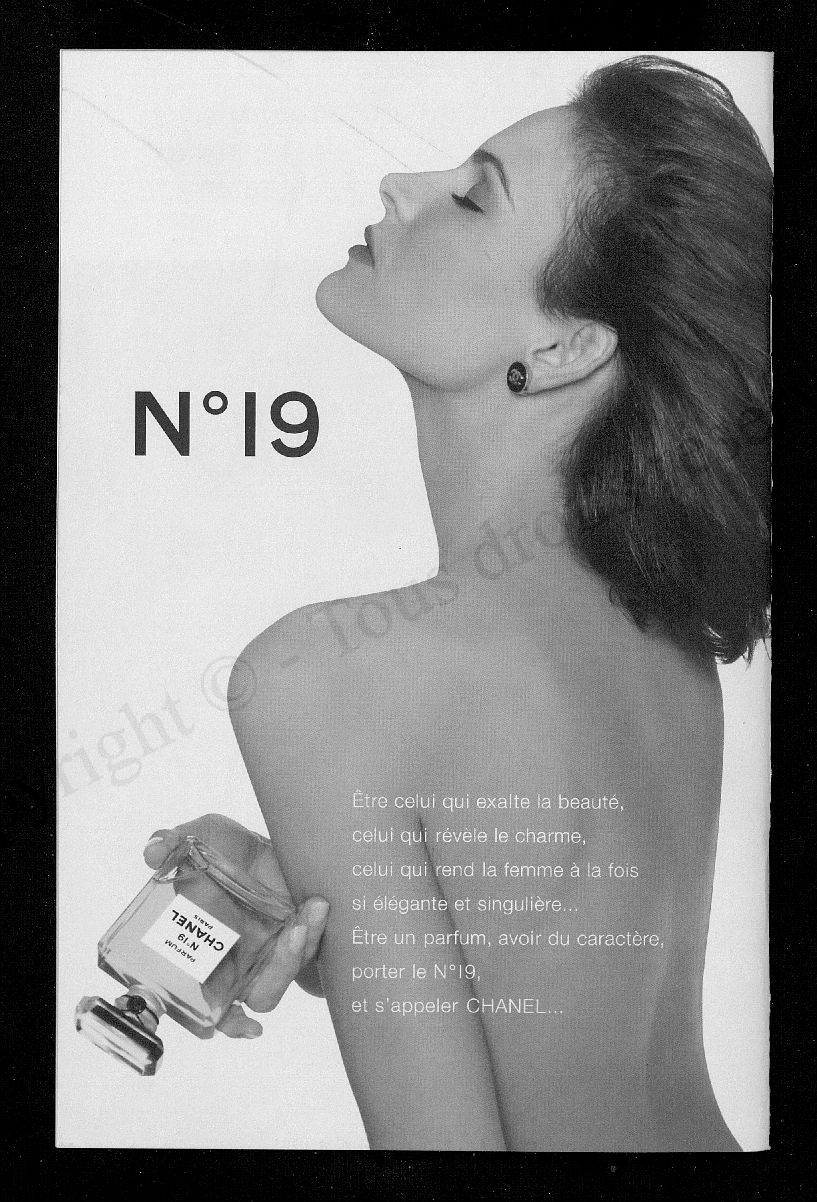 N°19
Être celui qui exalte la beauté,
celui qui révèle le charme,
celui qui rend la femme à la fois
si élégante et singulière...
Être un parfum, avoir du caractère,
porter le N°19,
et s'appeler CHANEL...
PARFUM
N°19
CHANEL
PARIS
© - Tous